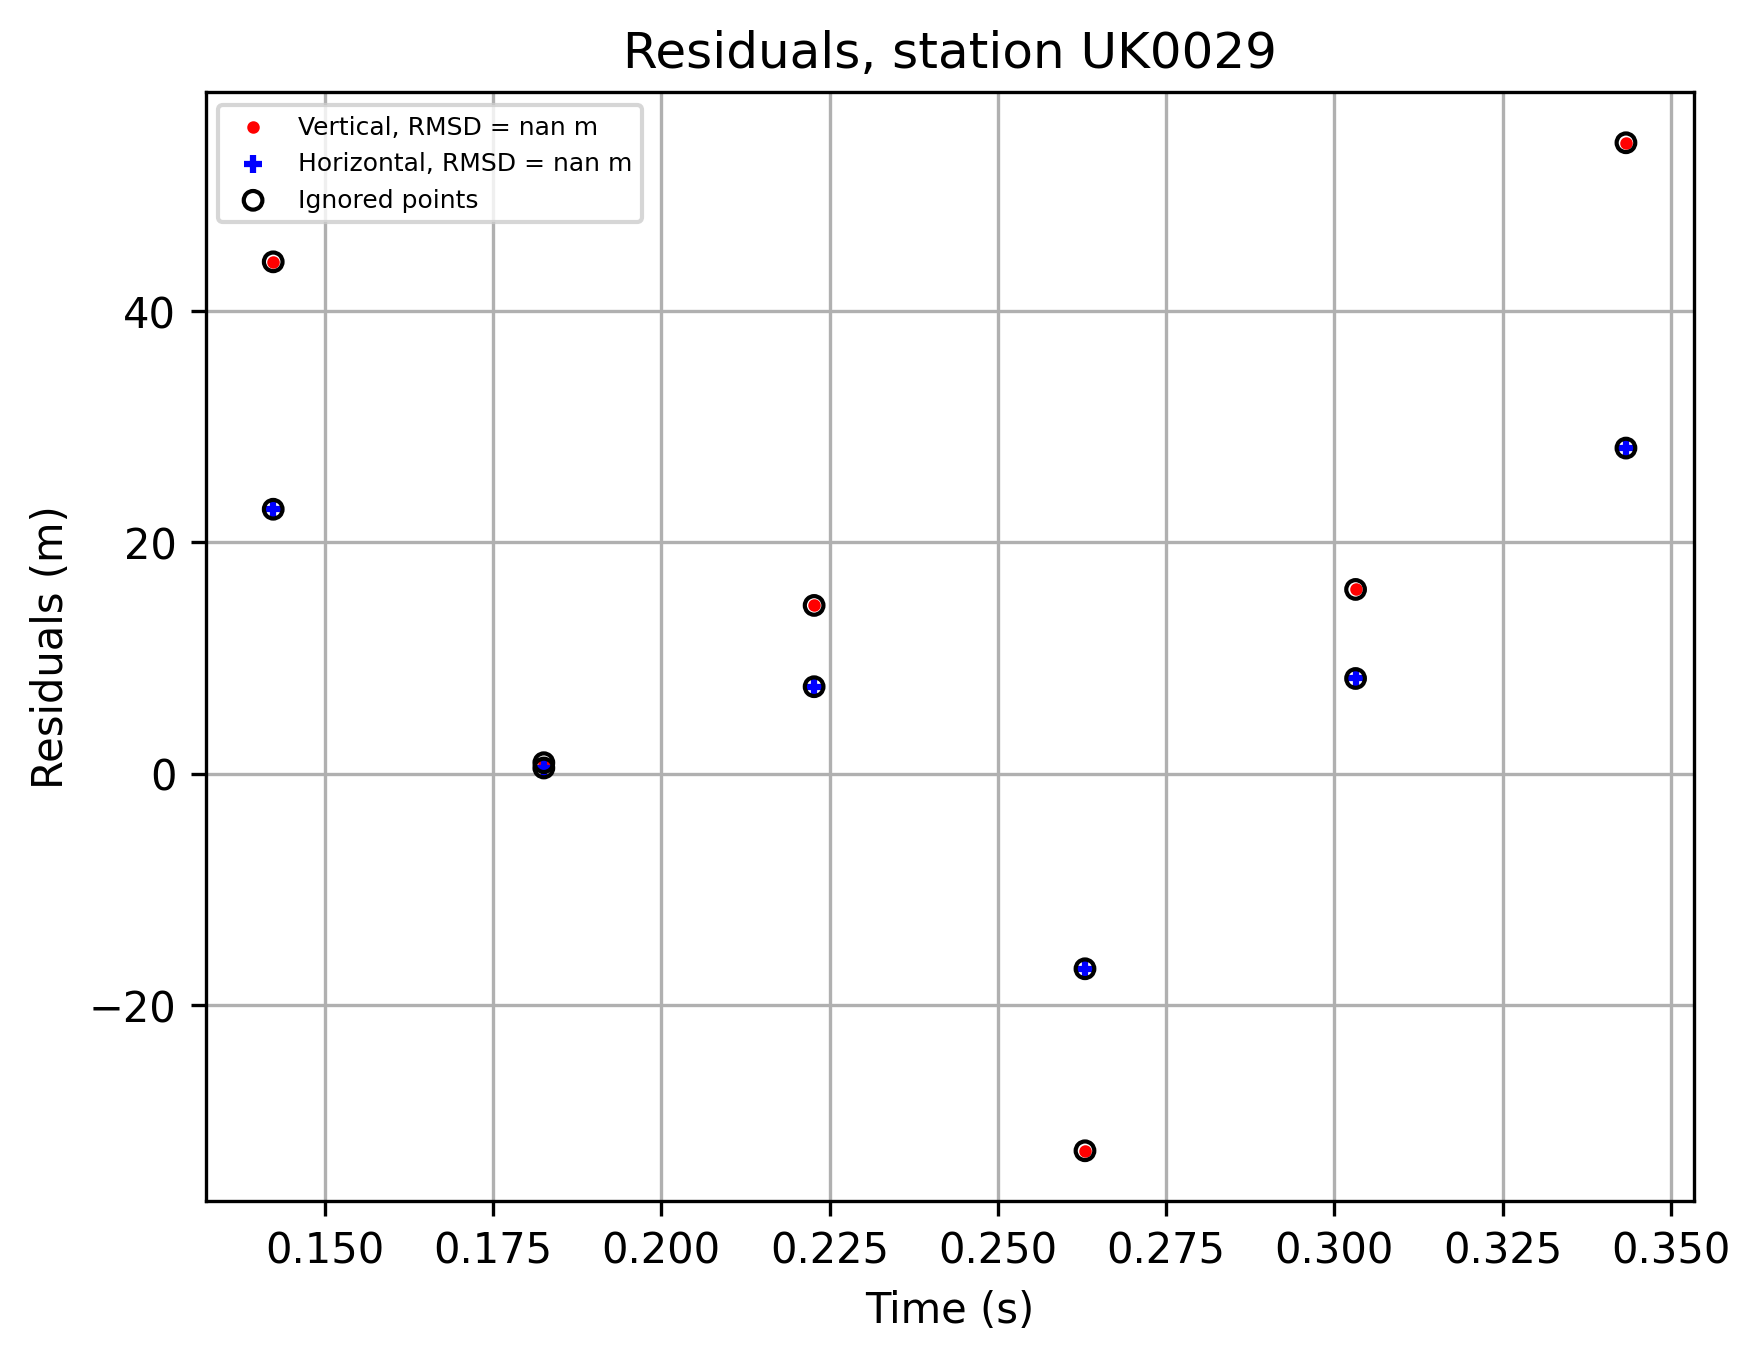 Residuals, station UK0029
Vertical, RMSD = nan m
Horizontal, RMSD = nan m
Ignored points
40
20
0
−20
Residuals (m)
0.150 0.175 0.200 0.225 0.250 0.275 0.300 0.325 0.350
Time (s)